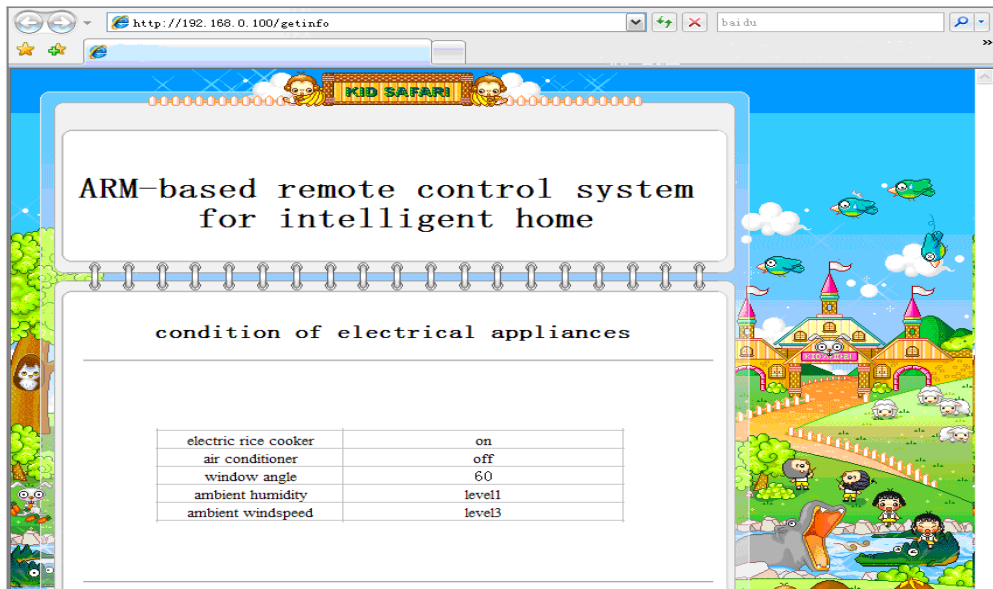 http://192.168.0.100/getinfo
baidu
KID SAFARI
ARM-based remote control system
for intelligent home
condition of electrical appliances
electric rice cooker on
air conditioner off
window angle 60
ambient humidity level1
ambient windspeed level3